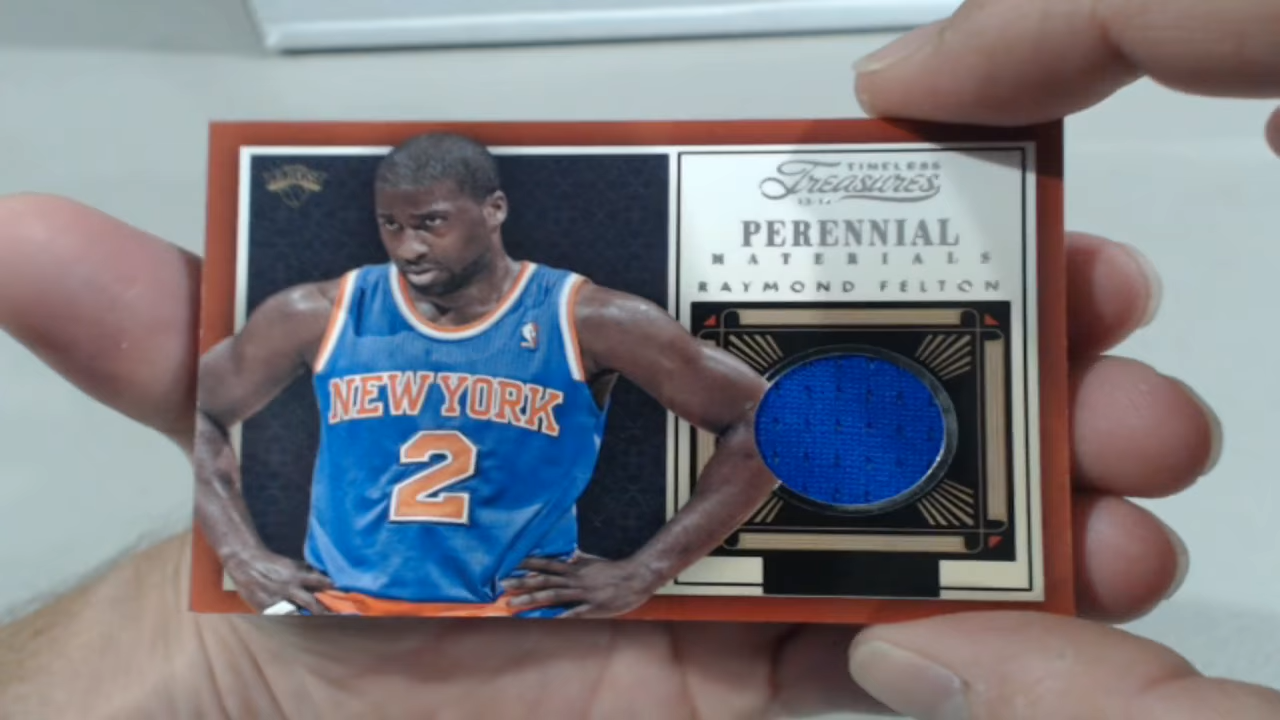 TIMELESS
Treasures
13-14
PERENNIAL
MATERIALS
RAYMOND FELTON
NEW YORK
2